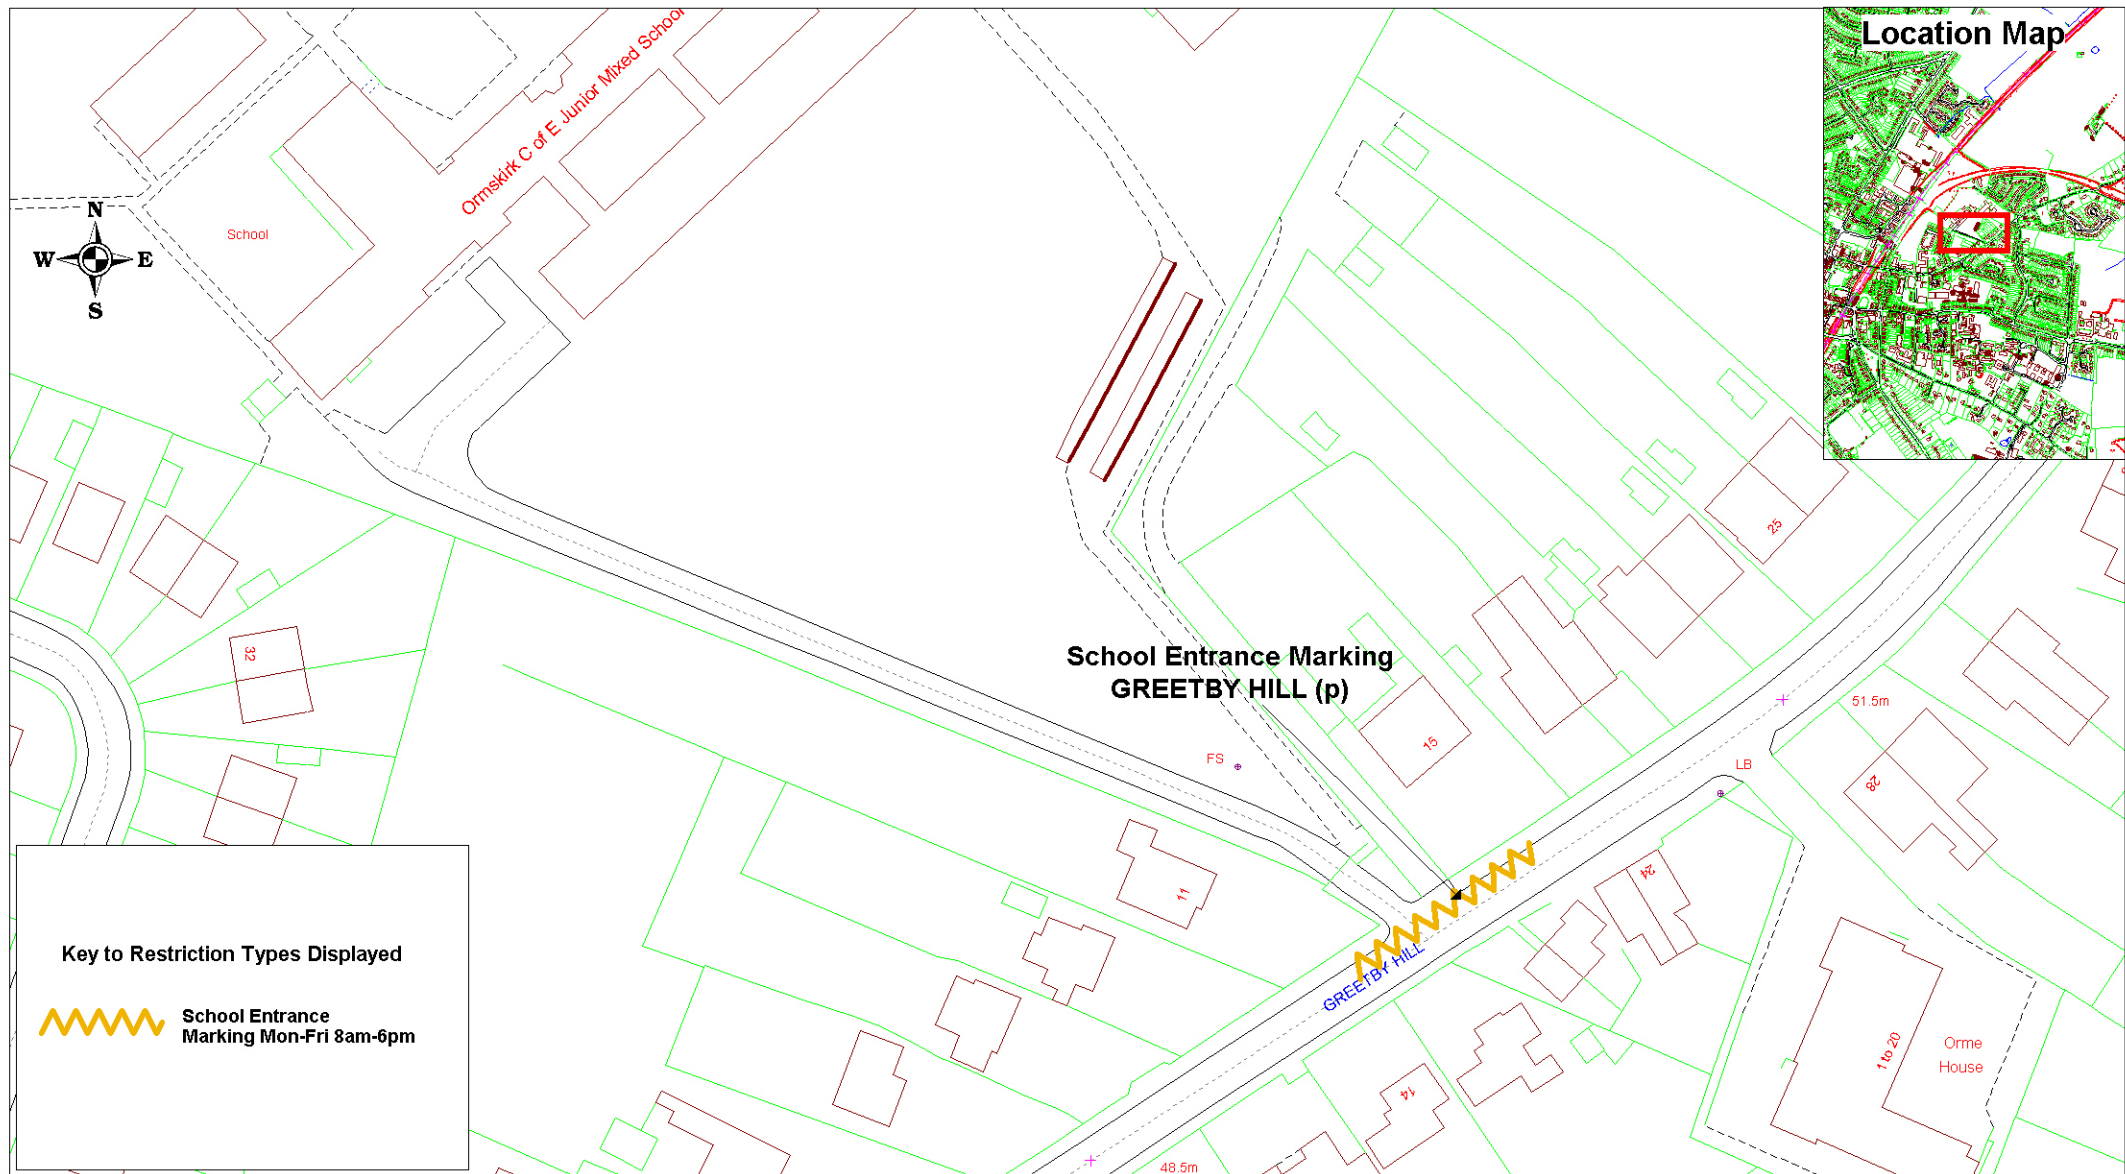 Location Map
Ormskirk C of E Junior Mixed School
School
N
W
E
S
25
32
School Entrance Marking
GREETBY HILL (p)
51.5m
15
FS
LB
28
24
11
GREETBY HILL
Key to Restriction Types Displayed
School Entrance
Marking Mon-Fri 8am-6pm
1 to 20
Orme
House
14
48.5m